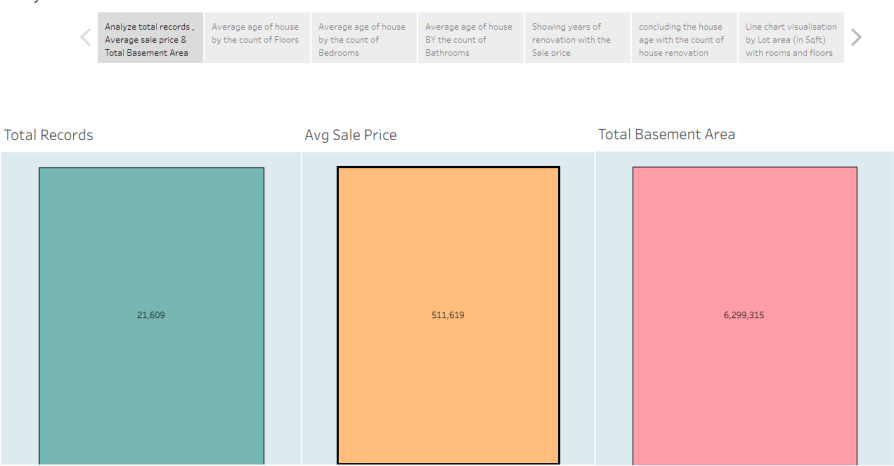 Analyze total records ,
Average sale price &
Total Basement Area
Average age of house
by the count of Floors
Average age of house
by the count of
Bedrooms
Average age of house
BY the count of
Bathrooms
Showing years of
renovation with the
Sale price
concluding the house
age with the count of
house renovation
Line chart visualisation
by Lot area (in Sqft)
with rooms and floors
Total Records
Avg Sale Price
Total Basement Area
21,609
511,619
6,299,315